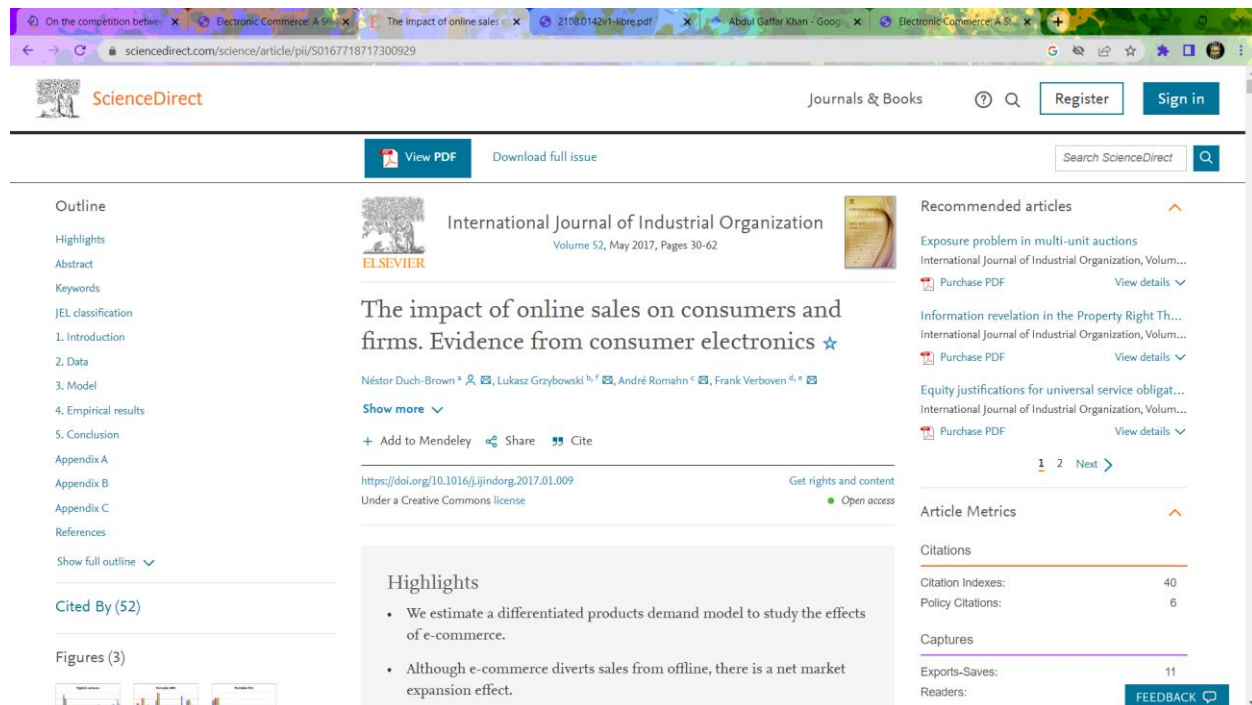 On the competition betwe
Electronic Commerce: A St
The impact of online sales
2108.0142v1-libre.pdf
Abdul Gaffar Khan - Goog
Electronic Commerce: A St
sciencedirect.com/science/article/pii/S0167718717300929
ScienceDirect
Journals & Books
Register
Sign in
View PDF
Download full issue
Search ScienceDirect
Outline
Highlights
Abstract
Keywords
JEL classification
1. Introduction
2. Data
3. Model
4. Empirical results
5. Conclusion
Appendix A
Appendix B
Appendix C
References
Show full outline
Cited By (52)
Figures (3)
ELSEVIER
International Journal of Industrial Organization
Volume 52, May 2017, Pages 30-62
The impact of online sales on consumers and
firms. Evidence from consumer electronics
Néstor Duch-Brown a, Lukasz Grzybowski b, f, André Romahn c, Frank Verboven d, e
Show more
+ Add to Mendeley Share Cite
https://doi.org/10.1016/j.ijindorg.2017.01.009
Get rights and content
Under a Creative Commons license
Open access
Highlights
• We estimate a differentiated products demand model to study the effects
of e-commerce.
• Although e-commerce diverts sales from offline, there is a net market
expansion effect.
Recommended articles
Exposure problem in multi-unit auctions
International Journal of Industrial Organization, Volum...
Purchase PDF
View details
Information revelation in the Property Right Th...
International Journal of Industrial Organization, Volum...
Purchase PDF
View details
Equity justifications for universal service obligat...
International Journal of Industrial Organization, Volum...
Purchase PDF
View details
1 2 Next
Article Metrics
Citations
Citation Indexes: 40
Policy Citations: 6
Captures
Exports-Saves: 11
Readers:
FEEDBACK